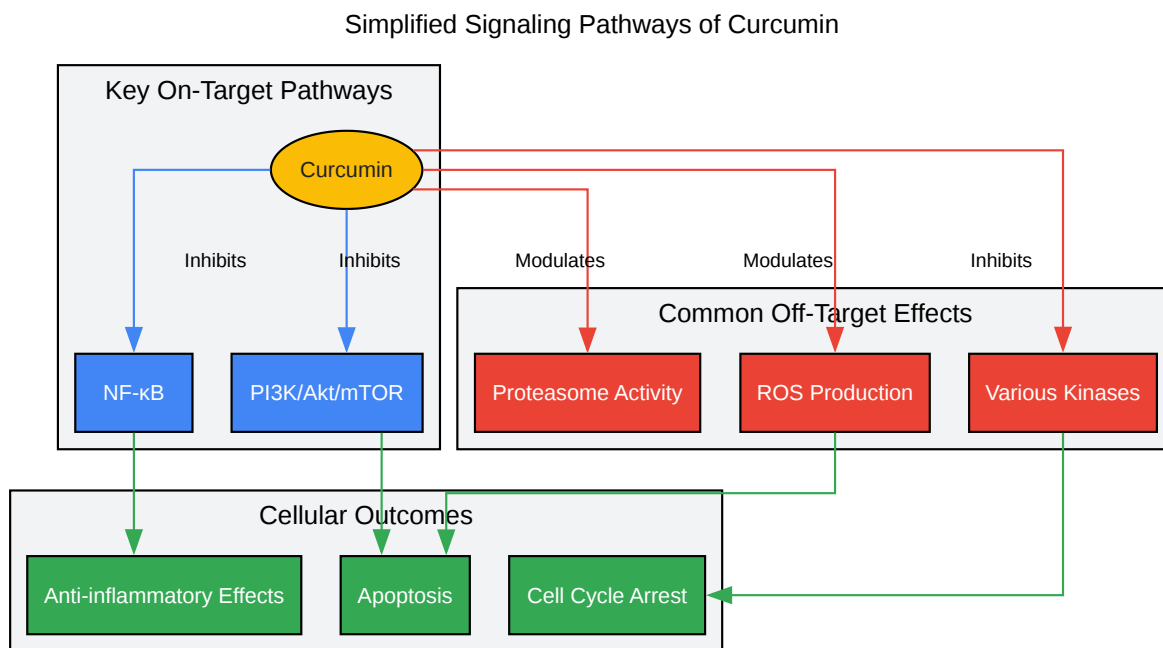 Simplified Signaling Pathways of Curcumin
Key On-Target Pathways
Curcumin
Inhibits
Inhibits
Modulates
Modulates
Inhibits
Common Off-Target Effects
NF-κB
PI3K/Akt/mTOR
Proteasome Activity
ROS Production
Various Kinases
Cellular Outcomes
Anti-inflammatory Effects
Apoptosis
Cell Cycle Arrest